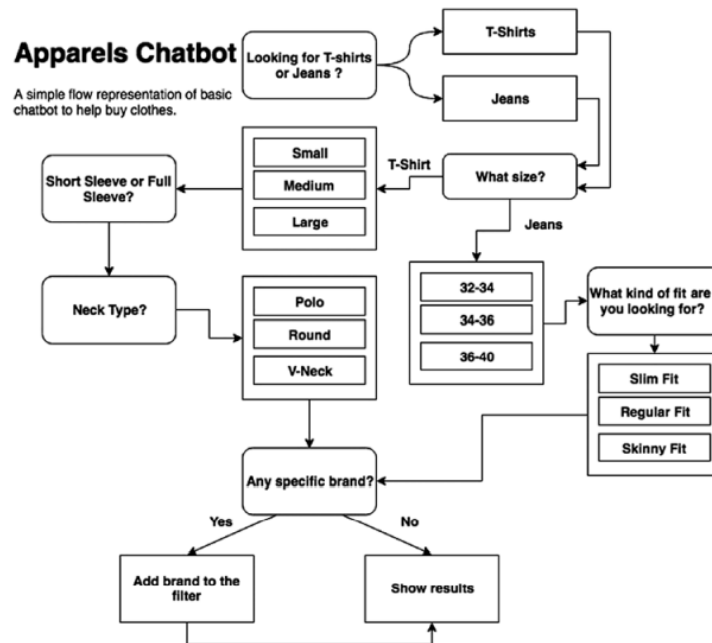 Apparels Chatbot
A simple flow representation of basic
chatbot to help buy clothes.
Looking for T-shirts
or Jeans ?
T-Shirts
Jeans
What size?
T-Shirt
Small
Medium
Large
Short Sleeve or Full
Sleeve?
Neck Type?
Polo
Round
V-Neck
Jeans
32-34
34-36
36-40
What kind of fit are
you looking for?
Slim Fit
Regular Fit
Skinny Fit
Any specific brand?
Yes
No
Add brand to the
filter
Show results